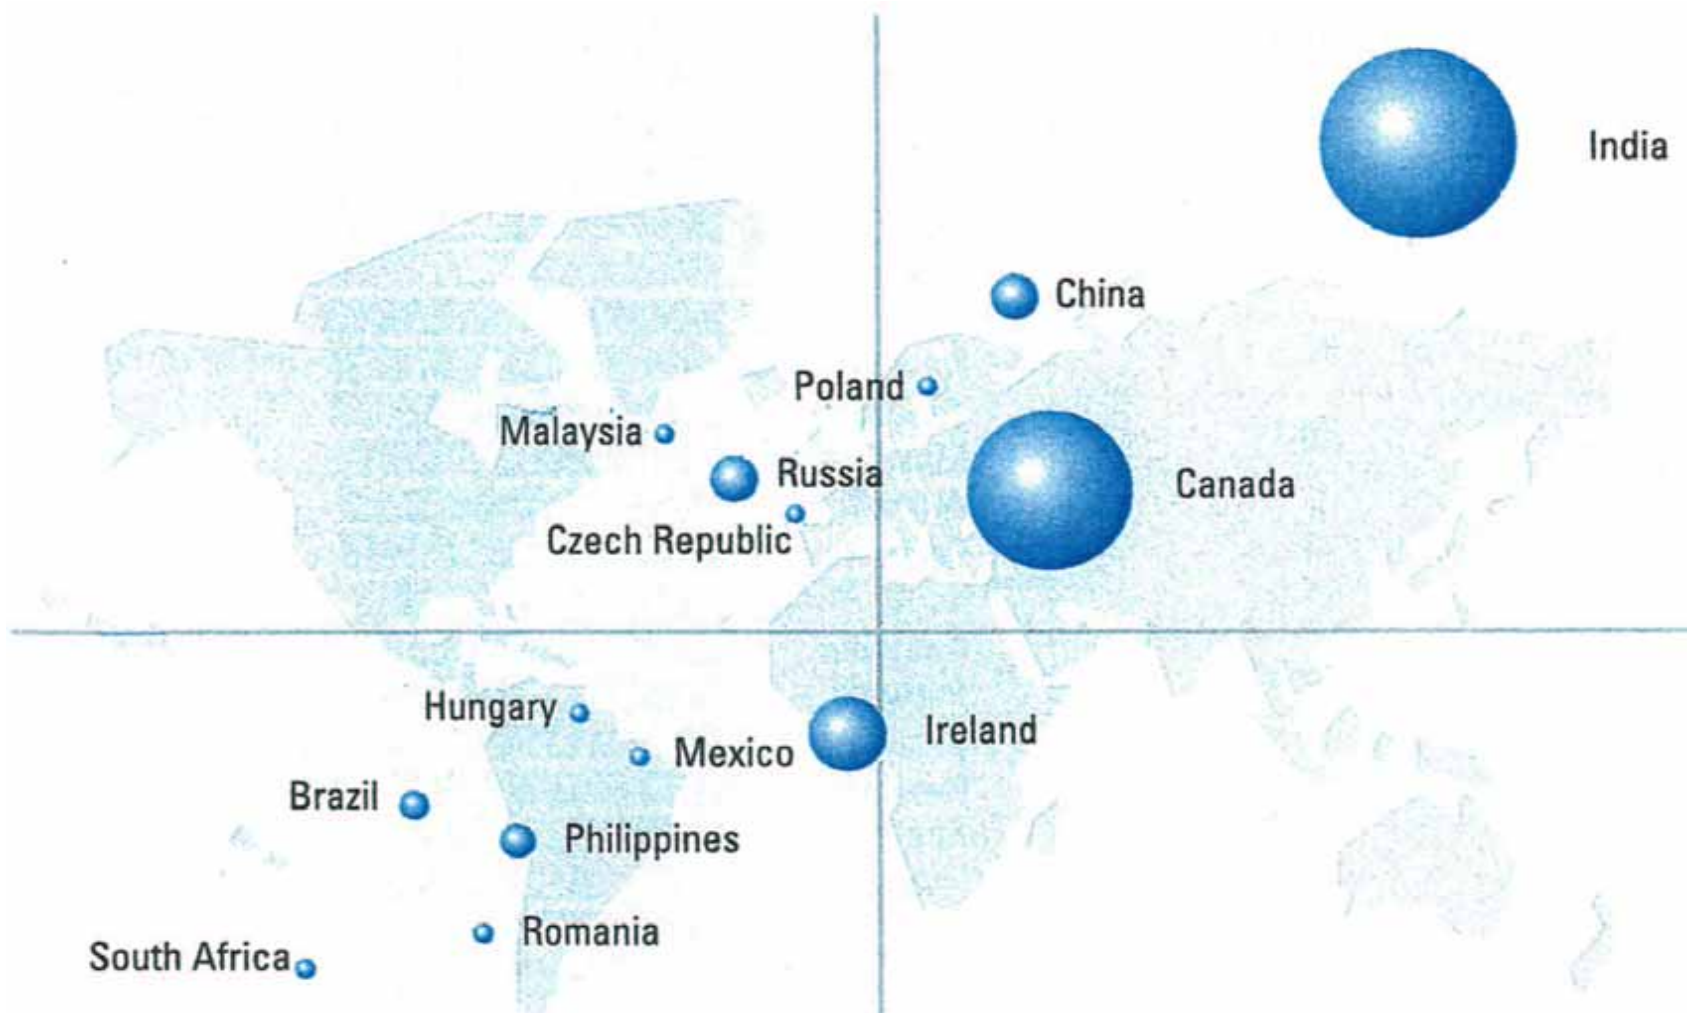 India
China
Poland
Malaysia
Russia
Canada
Czech Republic
Hungary
Ireland
Mexico
Brazil
Philippines
Romania
South Africa